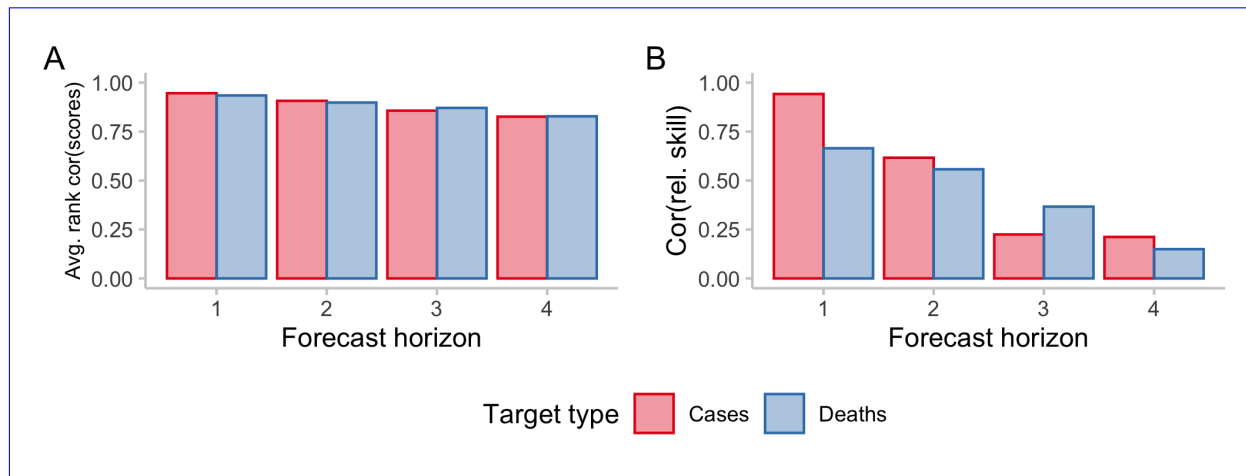 A
Avg. rank cor(scores)
1.00
0.75
0.50
0.25
0.00
1 2 3 4
Forecast horizon
B
Cor(rel. skill)
1.00
0.75
0.50
0.25
0.00
1 2 3 4
Forecast horizon
Target type Cases Deaths